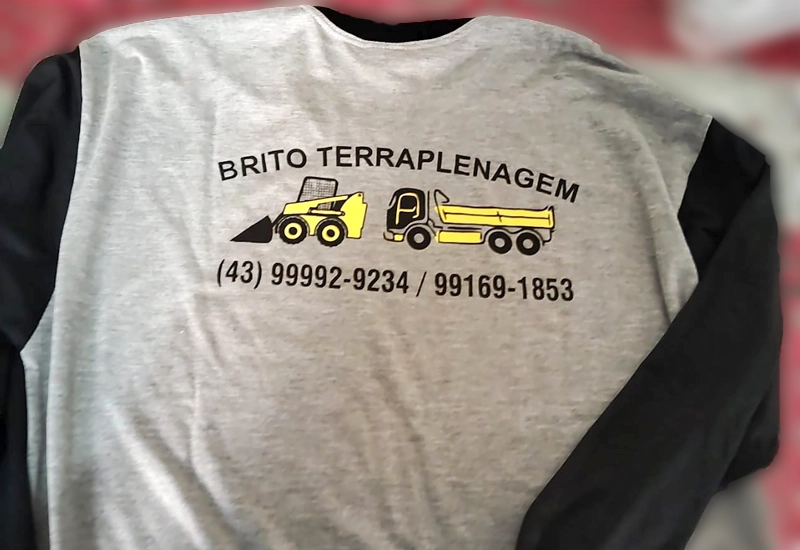 BRITO TERRAPLENAGEM
(43) 99992-9234 / 99169-1853